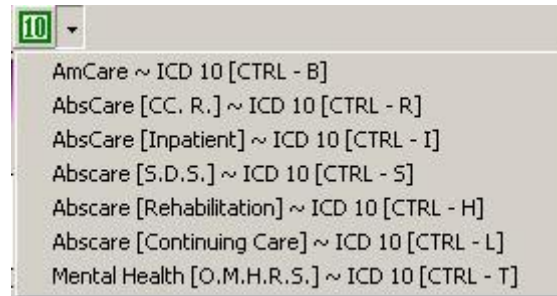 10
AmCare ~ ICD 10 [CTRL - B]
AbsCare [CC. R.] ~ ICD 10 [CTRL - R]
AbsCare [Inpatient] ~ ICD 10 [CTRL - I]
Abscare [S.D.S.] ~ ICD 10 [CTRL - S]
Abscare [Rehabilitation] ~ ICD 10 [CTRL - H]
Abscare [Continuing Care] ~ ICD 10 [CTRL - L]
Mental Health [O.M.H.R.S.] ~ ICD 10 [CTRL - T]